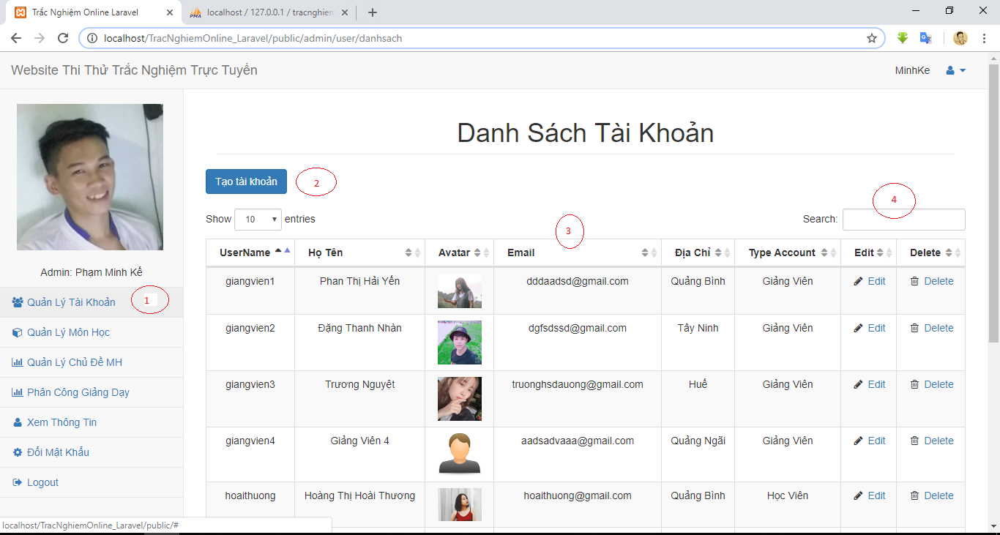 Trắc Nghiệm Online Laravel
localhost / 127.0.0.1 / tracnghiem
localhost/TracNghiemOnline_Laravel/public/admin/user/danhsach
Website Thi Thử Trắc Nghiệm Trực Tuyến
MinhKe
Admin: Phạm Minh Kế
Quản Lý Tài Khoản
1
Quản Lý Môn Học
Quản Lý Chủ Đề MH
Phân Công Giảng Dạy
Xem Thông Tin
Đổi Mật Khẩu
Logout
Danh Sách Tài Khoản
Tạo tài khoản
2
4
Show 10 entries
Search:
3
UserName Họ Tên Avatar Email Địa Chỉ Type Account Edit Delete
giangvien1 Phan Thị Hải Yến dddaadsd@gmail.com Quảng Bình Giảng Viên Edit Delete
giangvien2 Đặng Thanh Nhàn dgfsdssd@gmail.com Tây Ninh Giảng Viên Edit Delete
giangvien3 Trương Nguyệt truonghsdauong@gmail.com Huế Giảng Viên Edit Delete
giangvien4 Giảng Viên 4 aadsadvaaa@gmail.com Quảng Ngãi Giảng Viên Edit Delete
hoaithuong Hoàng Thị Hoài Thương hoaithuong@gmail.com Quảng Bình Học Viên Edit Delete
localhost/TracNghiemOnline_Laravel/public/#